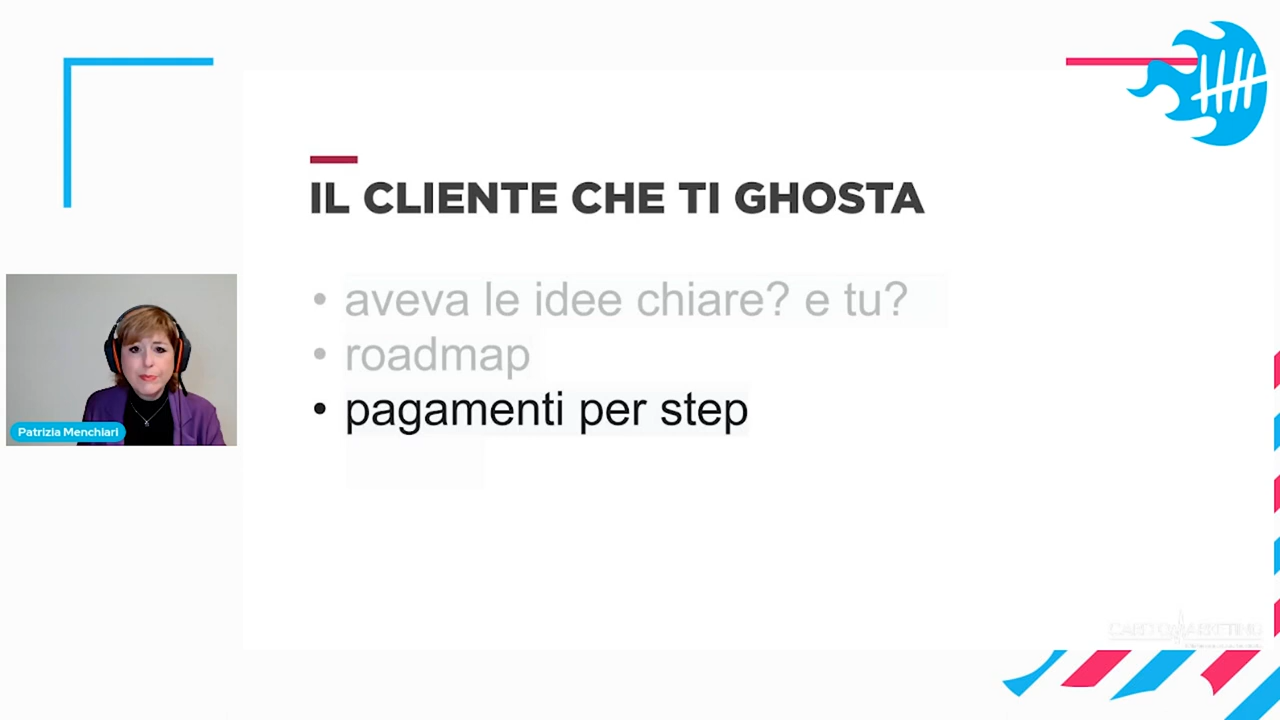 IL CLIENTE CHE TI GHOSTA
• aveva le idee chiare? e tu?
• roadmap
• pagamenti per step
Patrizia Menchiari